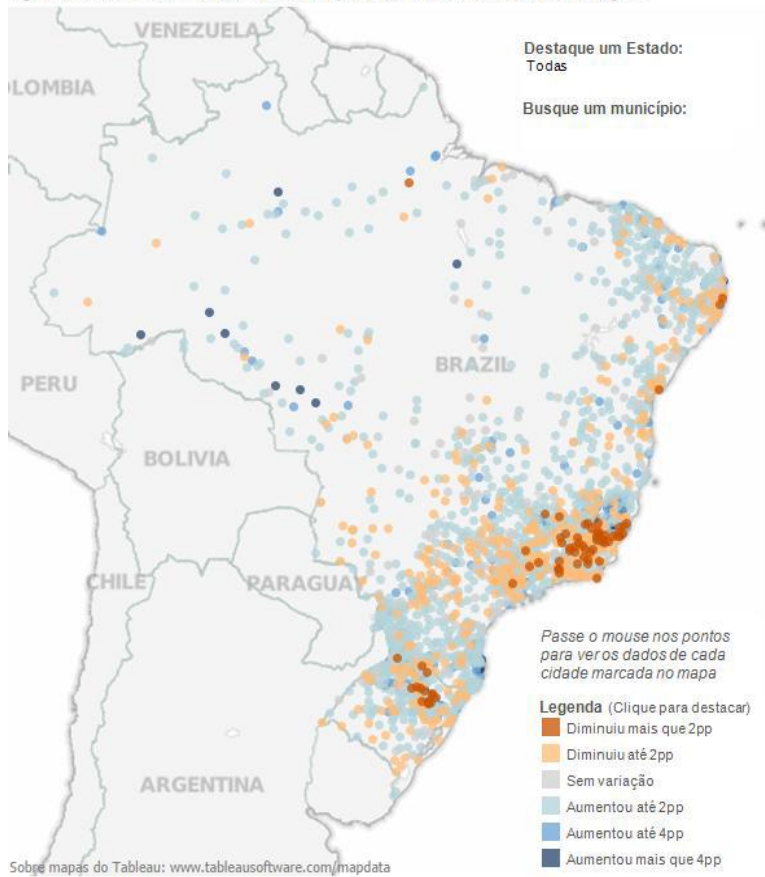 VENEZUELA
LOMBIA
Destaque um Estado:
Todas
Busque um município:
BRAZIL
PERU
BOLIVIA
CHILE
PARAGUAY
ARGENTINA
Passe o mouse nos pontos
para ver os dados de cada
cidade marcada no mapa
Legenda (Clique para destacar)
Diminuiu mais que 2pp
Diminuiu até 2pp
Sem variação
Aumentou até 2pp
Aumentou até 4pp
Aumentou mais que 4pp
Sobre mapas do Tableau: www.tableausoftware.com/mapdata